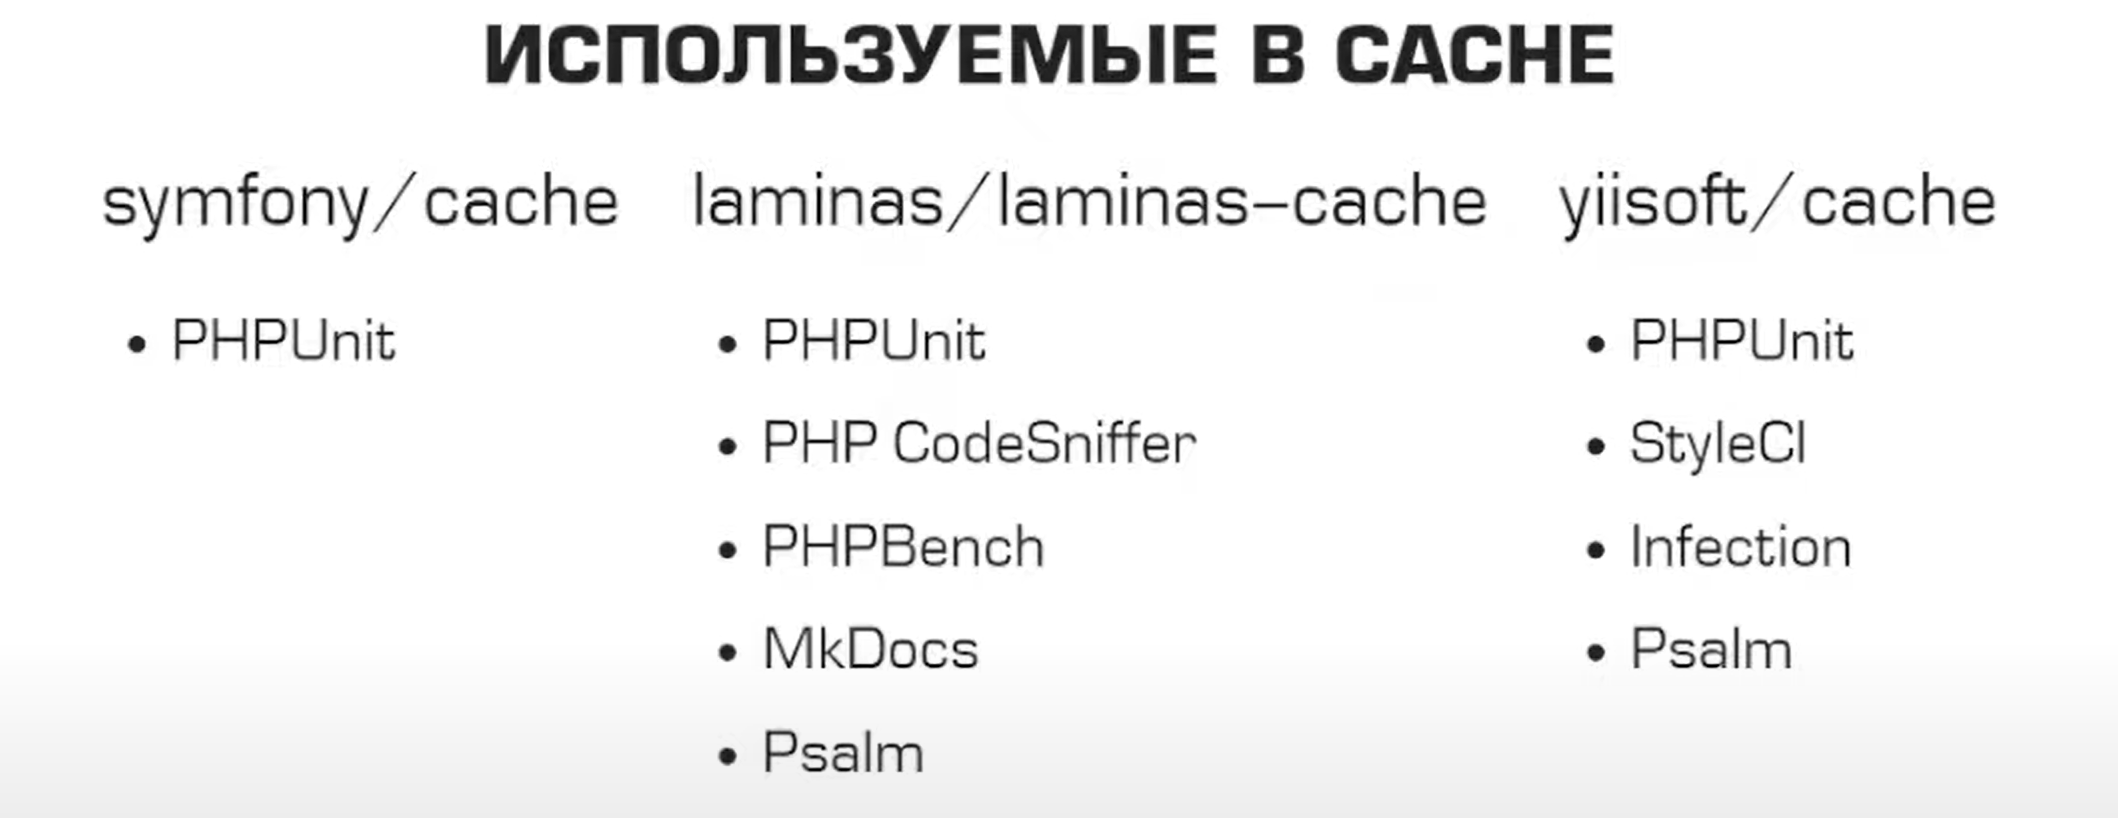 ИСПОЛЬЗУЕМЫЕ В CACHE
symfony/cache
• PHPUnit
laminas/laminas-cache
• PHPUnit
• PHP CodeSniffer
• PHPBench
• MkDocs
• Psalm
yiisoft/cache
• PHPUnit
• StyleCI
• Infection
• Psalm